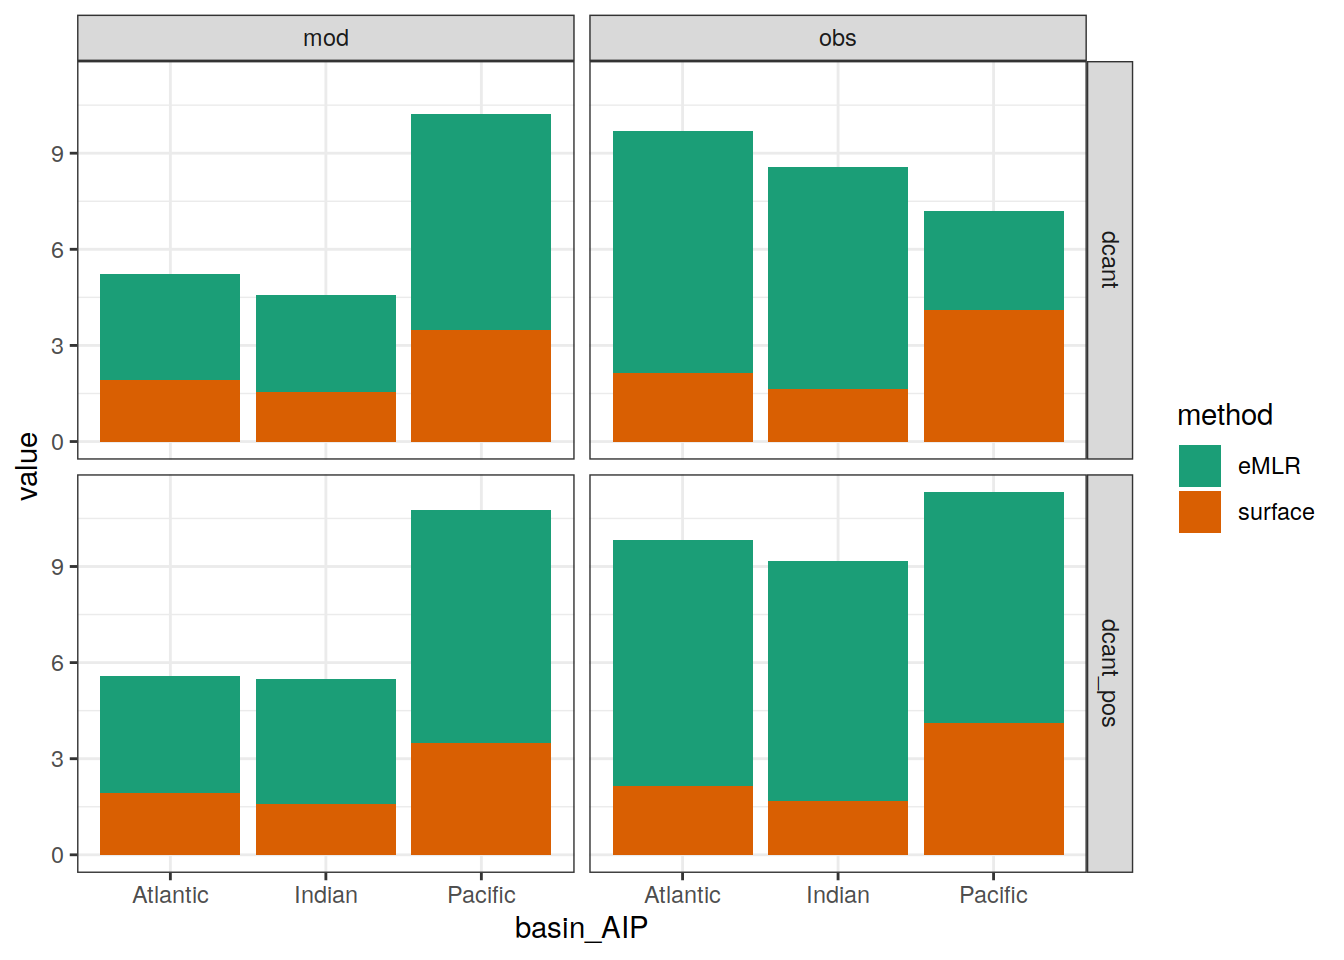 mod
obs
9
6
3
0
dcant
value
9
6
3
0
dcant_pos
Atlantic
Indian
Pacific
Atlantic
Indian
Pacific
basin_AIP
method
eMLR
surface